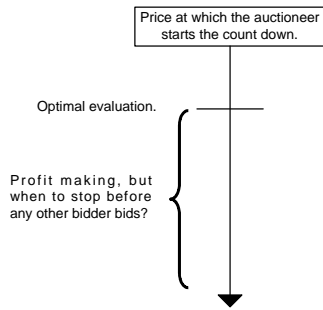 Price at which the auctioneer
starts the count down.
Optimal evaluation.
Profit making, but
when to stop before
any other bidder bids?